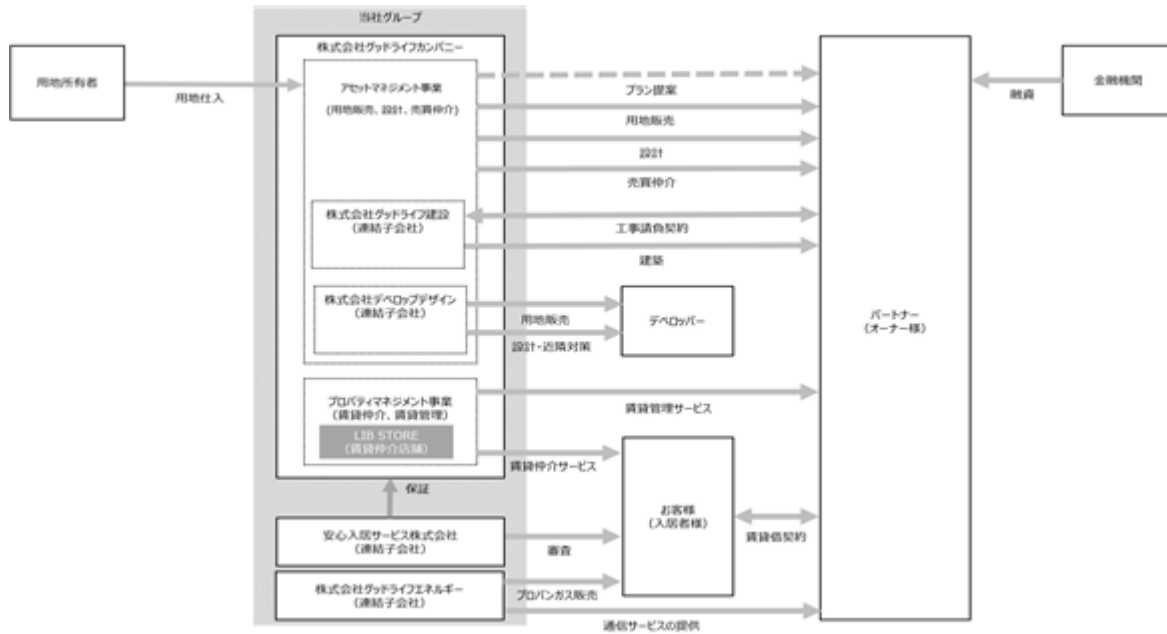 当社グループ
株式会社グッドライフカンパニー
用地所有者
用地仕入
アセットマネジメント事業
(用地販売、設計、売買仲介)
プラン提案
用地販売
設計
売買仲介
融資
金融機関
株式会社グッドライフ建設
(連結子会社)
工事請負契約
建築
株式会社デベロップデザイン
(連結子会社)
用地販売
設計・近隣対策
デベロッパー
パートナー
(オーナー様)
プロパティマネジメント事業
(賃貸仲介、賃貸管理)
LIB STORE
(賃貸仲介店舗)
賃貸管理サービス
賃貸仲介サービス
保証
お客様
(入居者様)
賃貸借契約
安心入居サービス株式会社
(連結子会社)
審査
株式会社グッドライフエネルギー
(連結子会社)
プロパンガス販売
通信サービスの提供